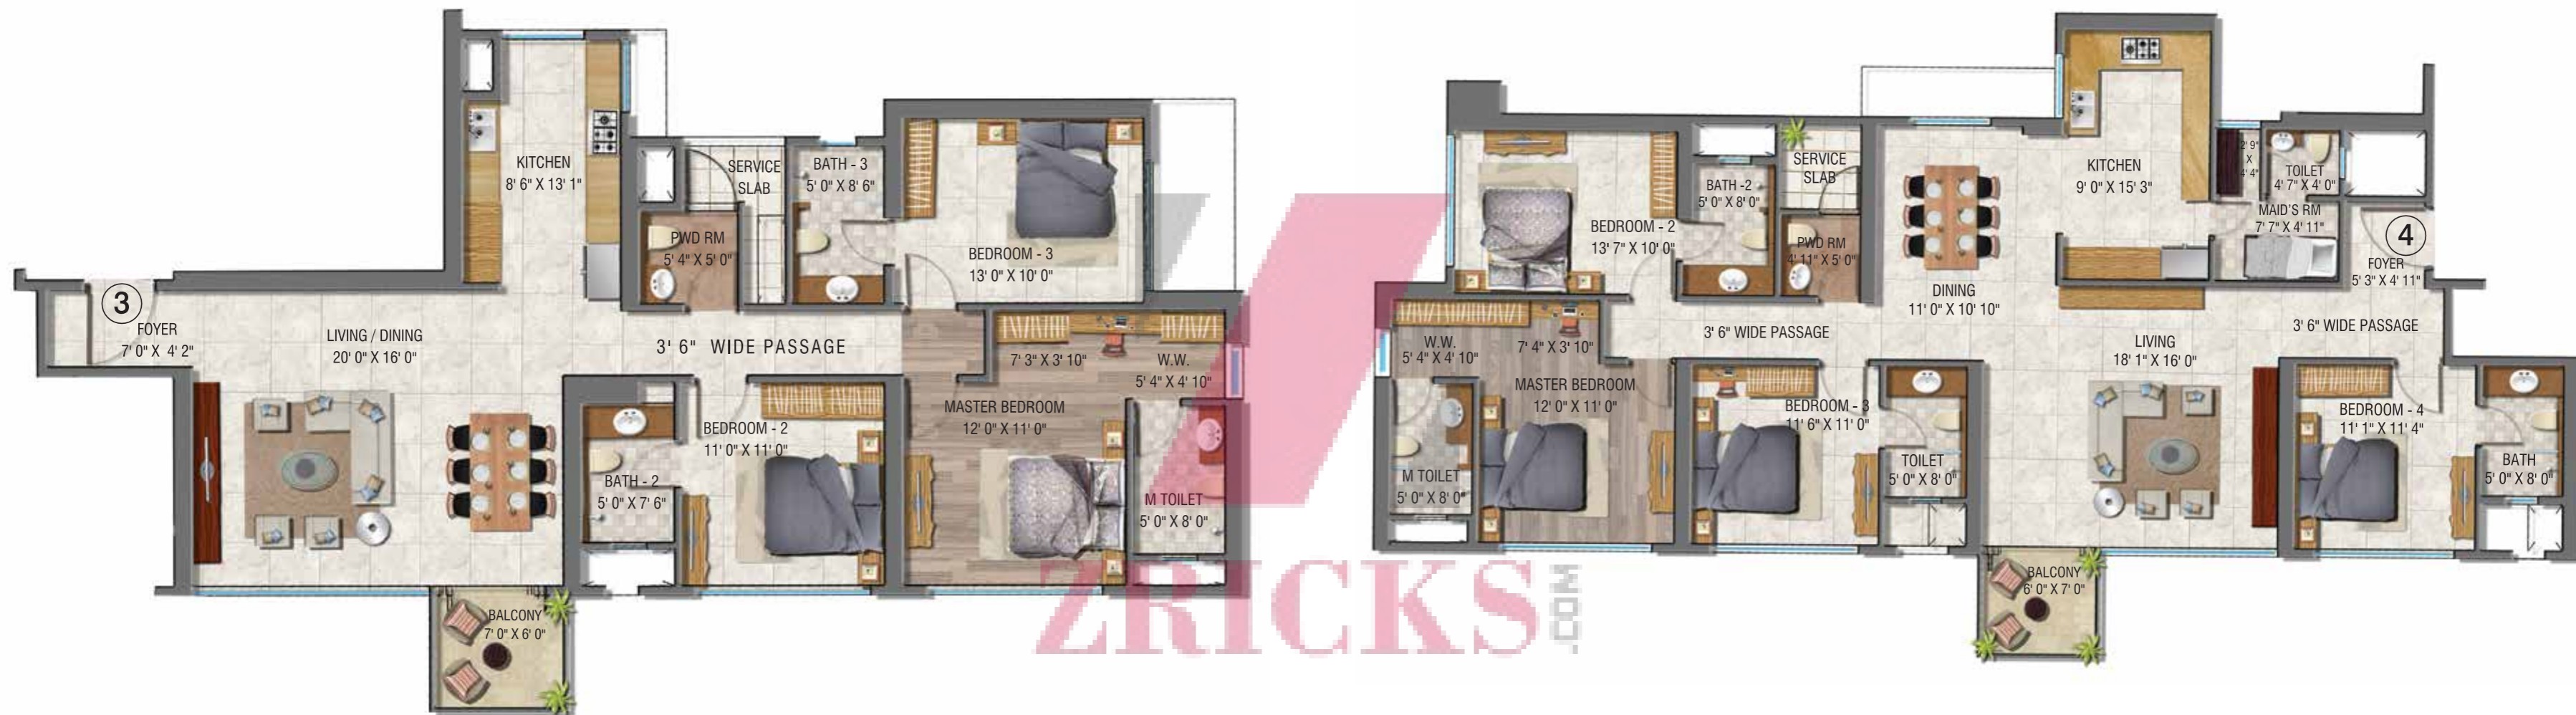 KITCHEN
8' 6" X 13' 1"
SERVICE
SLAB
BATH - 3
5' 0" X 8' 6"
PWD RM
5' 4" X 5' 0"
BEDROOM - 3
13' 0" X 10' 0"
3
FOYER
7' 0" X 4' 2"
LIVING / DINING
20' 0" X 16' 0"
3' 6" WIDE PASSAGE
7' 3" X 3' 10"
W.W.
5' 4" X 4' 10"
MASTER BEDROOM
12' 0" X 11' 0"
BEDROOM - 2
11' 0" X 11' 0"
BATH - 2
5' 0" X 7' 6"
M TOILET
5' 0" X 8' 0"
BALCONY
7' 0" X 6' 0"
KITCHEN
9' 0" X 15' 3"
SERVICE
SLAB
BATH -2
5' 0" X 8' 0"
BEDROOM - 2
13' 7" X 10' 0"
PWD RM
4' 11" X 5' 0"
2' 9"
X
4' 4"
TOILET
4' 7" X 4' 0"
MAID'S RM
7' 7" X 4' 11"
4
FOYER
5' 3" X 4' 11"
DINING
11' 0" X 10' 10"
3' 6" WIDE PASSAGE
3' 6" WIDE PASSAGE
LIVING
18' 1" X 16' 0"
W.W.
5' 4" X 4' 10"
7' 4" X 3' 10"
MASTER BEDROOM
12' 0" X 11' 0"
BEDROOM - 3
11' 6" X 11' 0"
BEDROOM - 4
11' 1" X 11' 4"
M TOILET
5' 0" X 8' 0"
TOILET
5' 0" X 8' 0"
BATH
5' 0" X 8' 0"
BALCONY
6' 0" X 7' 0"
ZRICKS
.COM